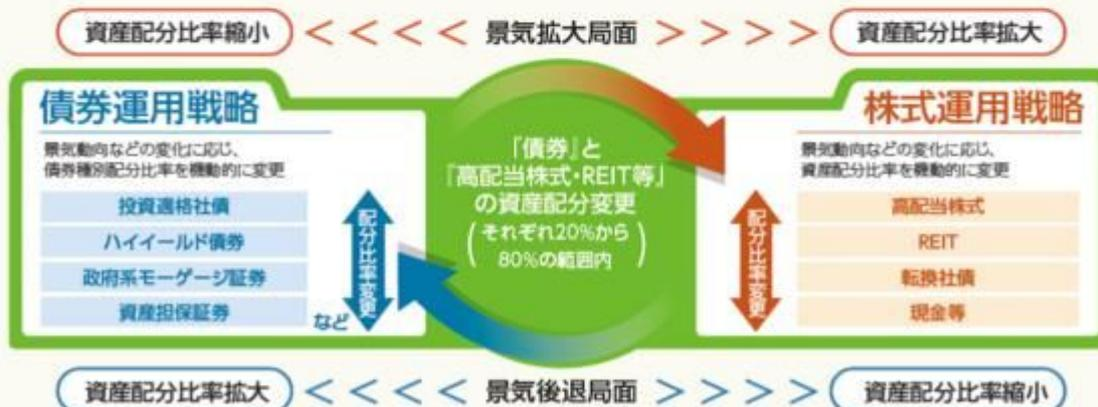 資産配分比率縮小 < < < < < 景気拡大局面 > > > > > 資産配分比率拡大
債券運用戦略
景気動向などの変化に応じ、
債券種別配分比率を機動的に変更
投資適格社債
ハイイールド債券
政府系モーゲージ証券
資産担保証券
など
配分比率変更
『債券』と
『高配当株式・REIT等』
の資産配分変更
(それぞれ20%から
80%の範囲内)
株式運用戦略
景気動向などの変化に応じ、
資産配分比率を機動的に変更
配分比率変更
高配当株式
REIT
転換社債
現金等
資産配分比率拡大 < < < < < 景気後退局面 > > > > > 資産配分比率縮小